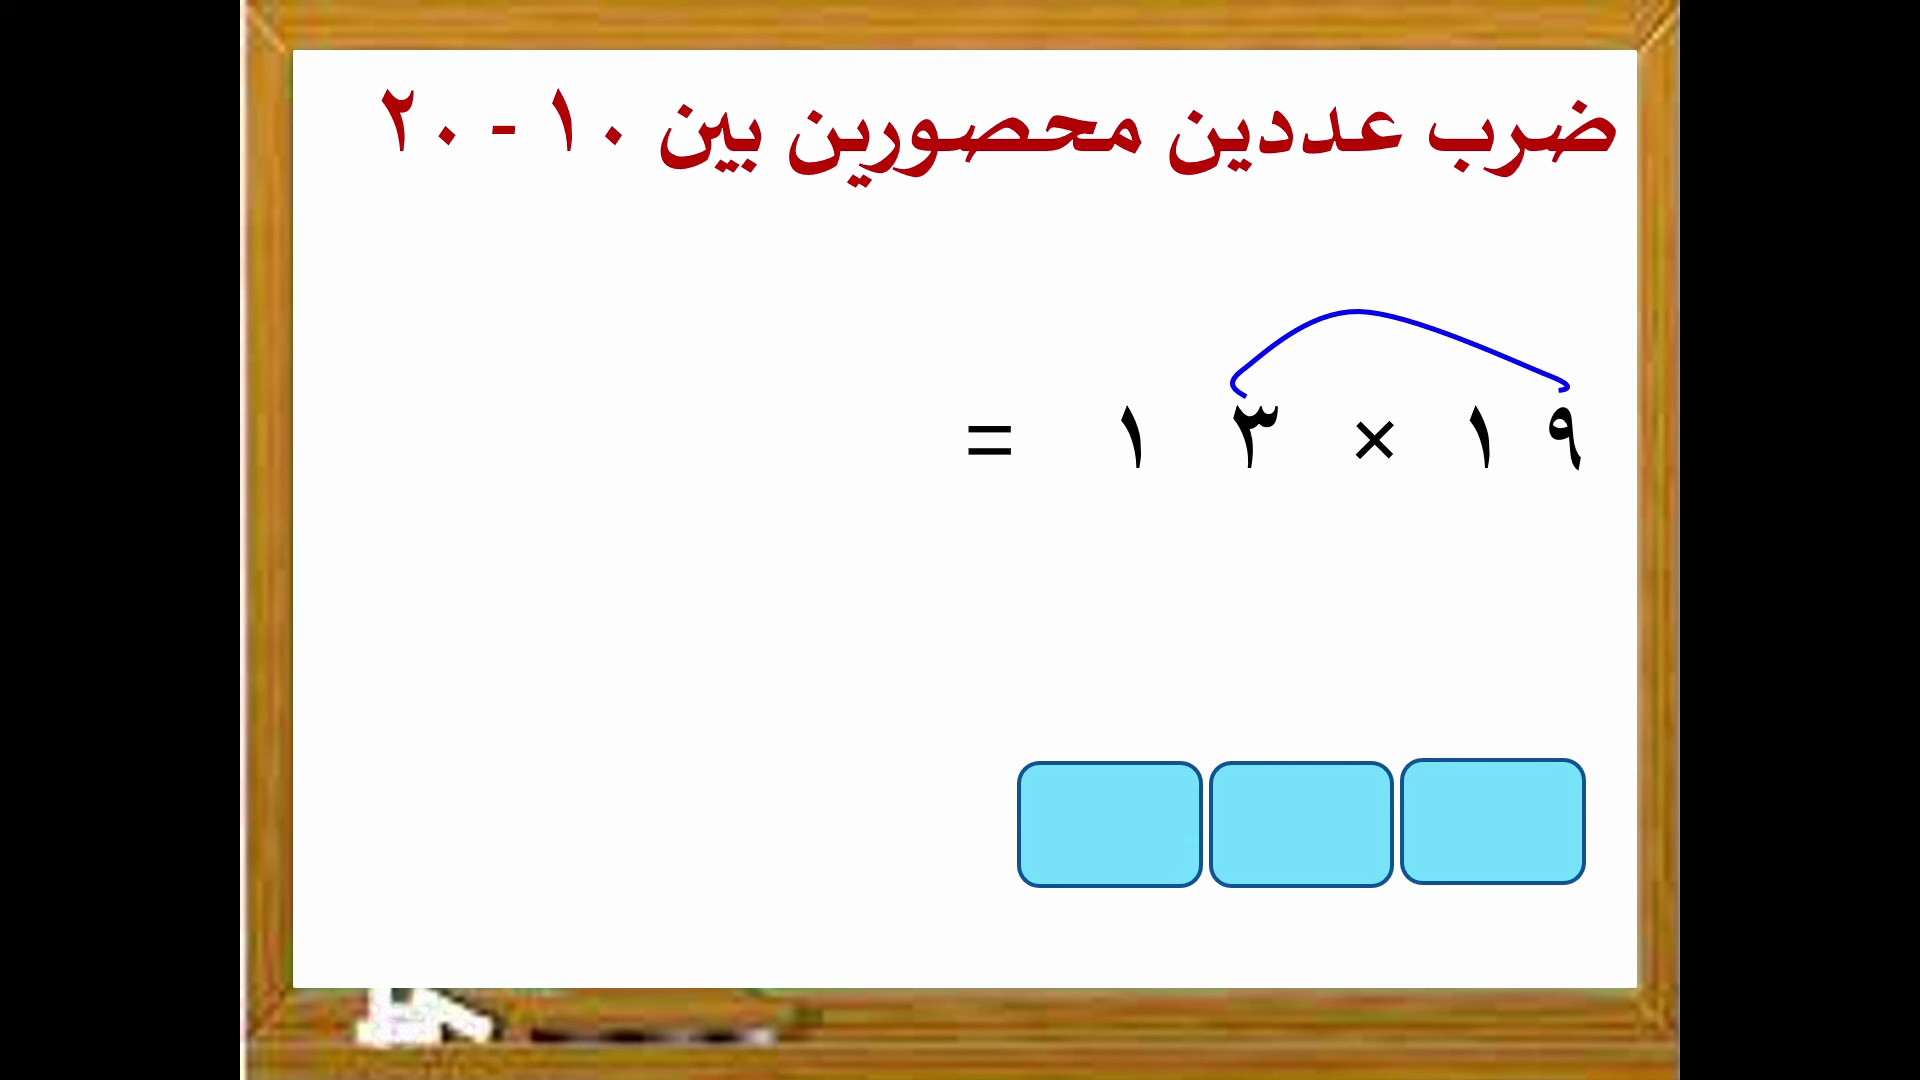 ضرب عددين محصورين بين ١٠ - ٢٠
١٩ × ١٣ =